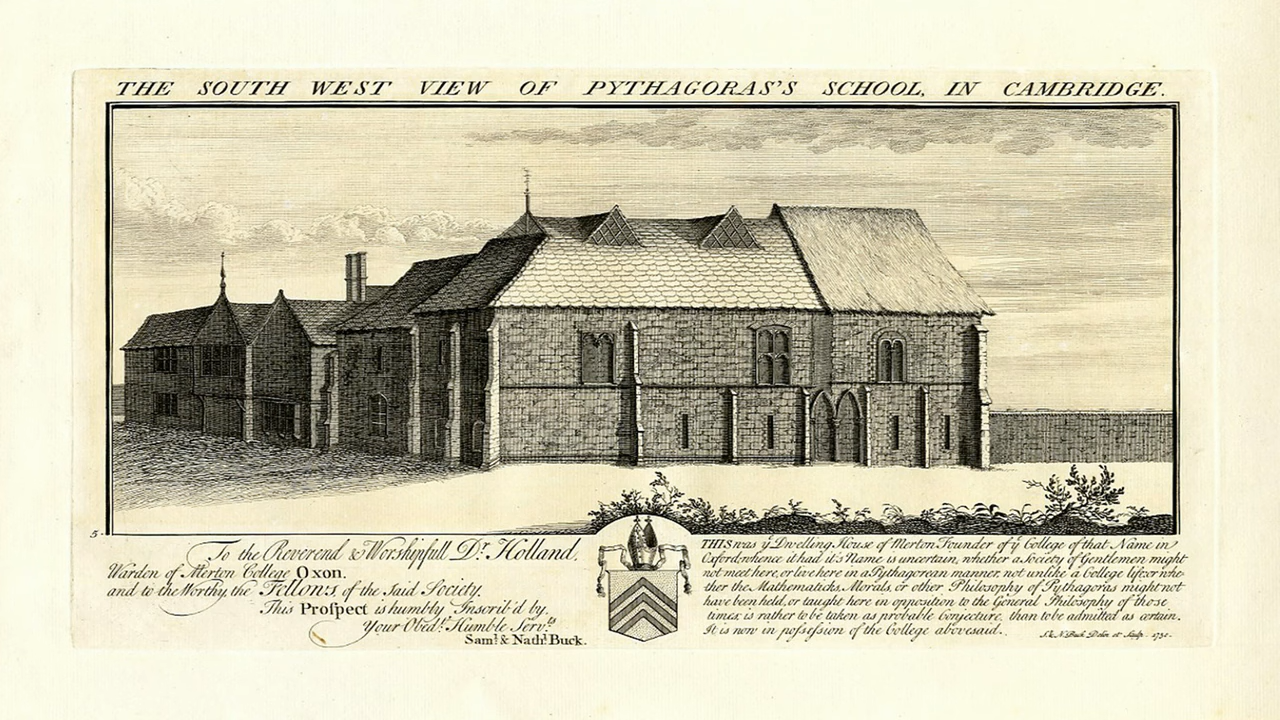 THE SOUTH WEST VIEW OF PYTHAGORAS'S SCHOOL, IN CAMBRIDGE.
5.
To the Reverend & Worshipfull Dr. Holland,
Warden of Merton College Oxon.
and to the Worthy, the Fellows, of the said Society,
This Prospect is humbly Inscrib'd by,
Your Obedt. Humble Servts
Saml. & Nathl. Buck.
THIS was ye Dwelling House of Merton Founder of ye College of that Name in
Oxford; whence it had its Name is uncertain, whether a Society of Gentlemen might
not meet here, or live here in a Pythagorean manner, not unlike a College life; or whe-
ther the Mathematicks, Morals, or other Philosophy of Pythagoras might not
have been held, or taught here in opposition to the General Philosophy of those
times; is rather to be taken as probable Conjecture, than to be admitted as certain.
It is now in possession of the College abovesaid.
S. & N. Buck Delin et Sculp.